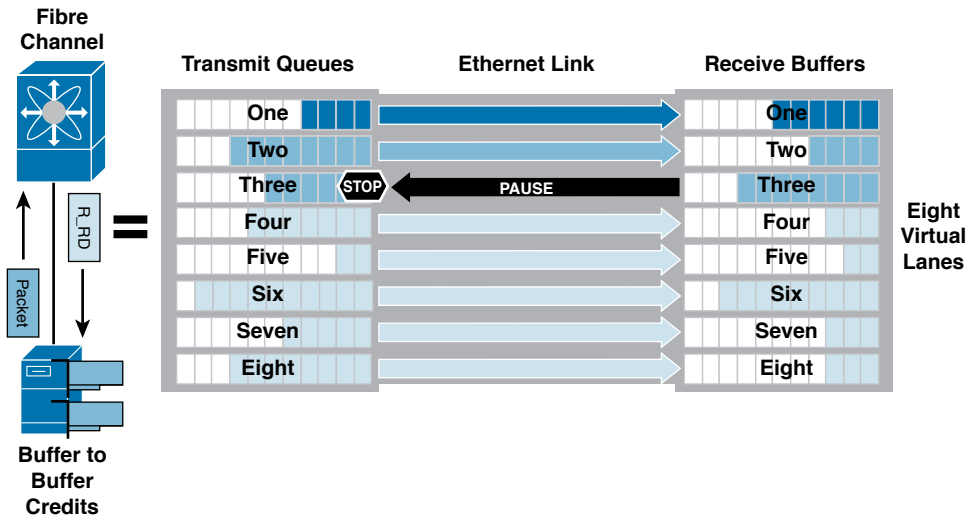 Fibre
Channel
Transmit Queues
Ethernet Link
Receive Buffers
One
One
Two
Two
Three
STOP
PAUSE
Three
R_RD
Packet
Four
Four
Five
Five
Six
Six
Seven
Seven
Eight
Eight
Eight
Virtual
Lanes
Buffer to
Buffer
Credits